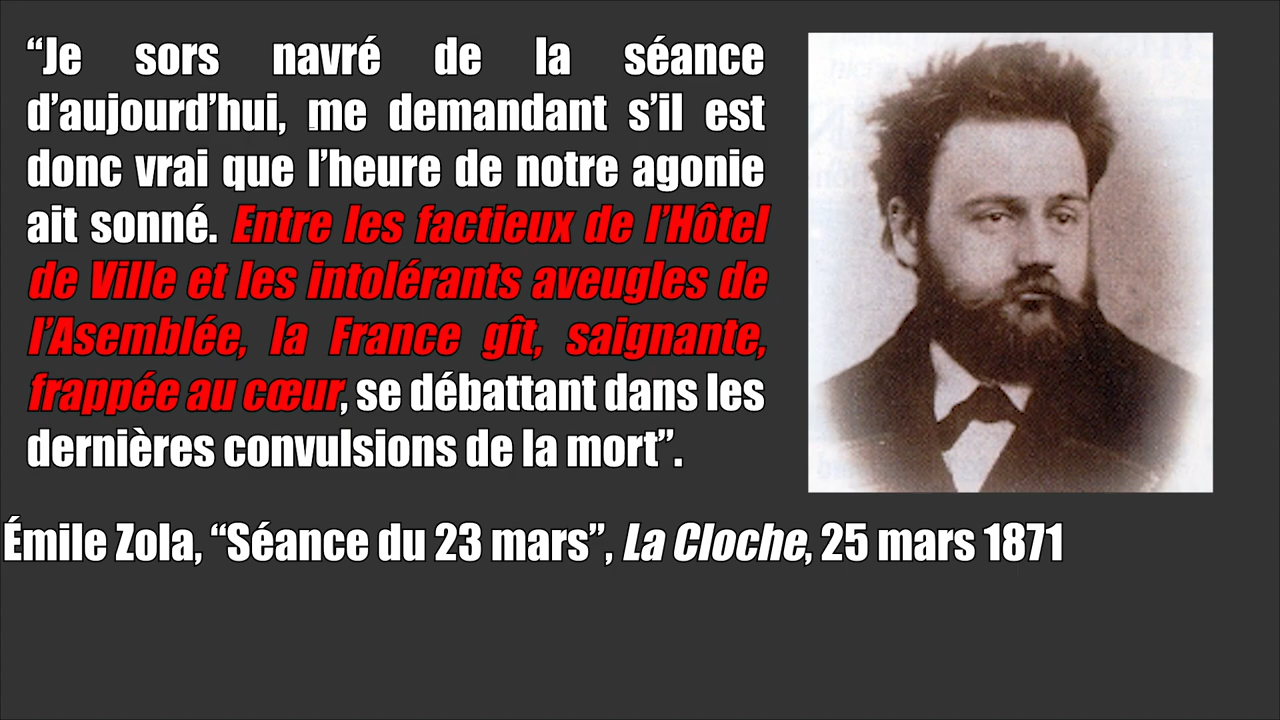 “Je sors navré de la séance
d’aujourd’hui, me demandant s’il est
donc vrai que l’heure de notre agonie
ait sonné. Entre les factieux de l’Hôtel
de Ville et les intolérants aveugles de
l’Asemblée, la France gît, saignante,
frappée au cœur, se débattant dans les
dernières convulsions de la mort”.
Émile Zola, “Séance du 23 mars”, La Cloche, 25 mars 1871